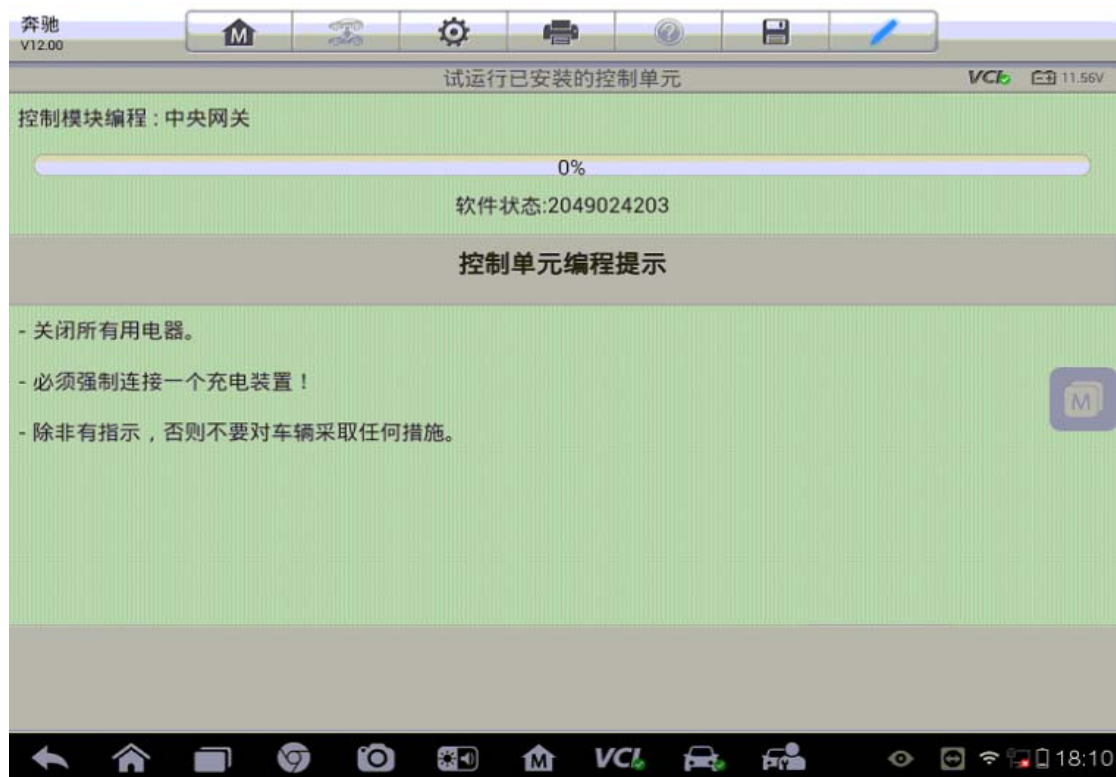 奔驰
V12.00
M
试运行已安装的控制单元
VCI
11.56V
控制模块编程 : 中央网关
0%
软件状态:2049024203
控制单元编程提示
- 关闭所有用电器。
- 必须强制连接一个充电装置！
M
- 除非有指示，否则不要对车辆采取任何措施。
M
VCI
18:10